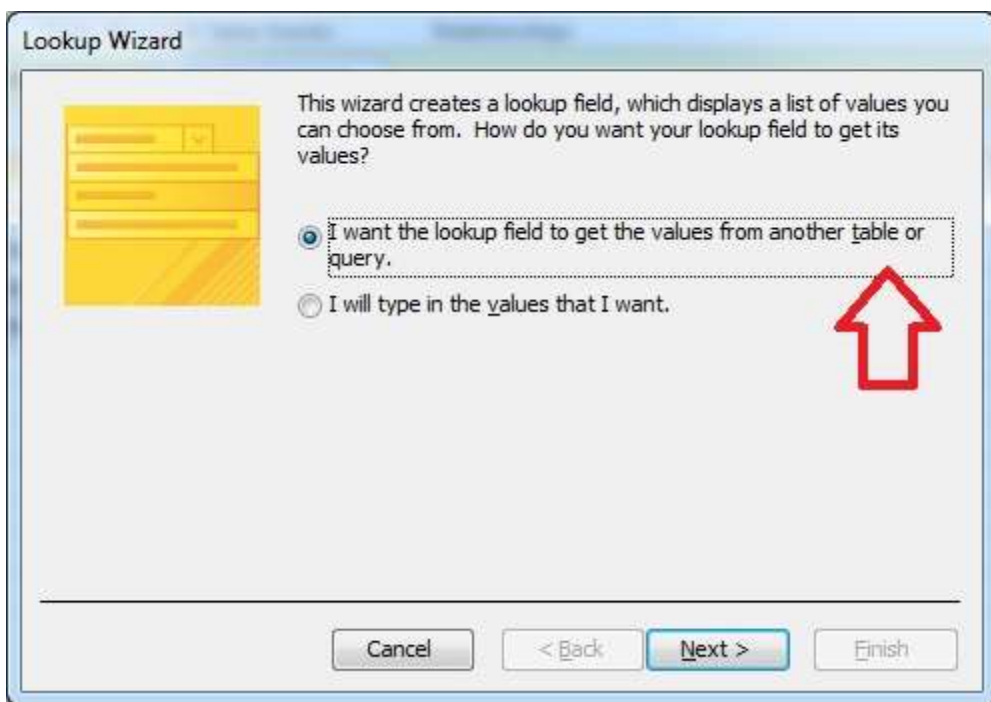 Lookup Wizard
This wizard creates a lookup field, which displays a list of values you
can choose from. How do you want your lookup field to get its
values?
I want the lookup field to get the values from another table or
query.
I will type in the values that I want.
Cancel
< Back
Next >
Finish